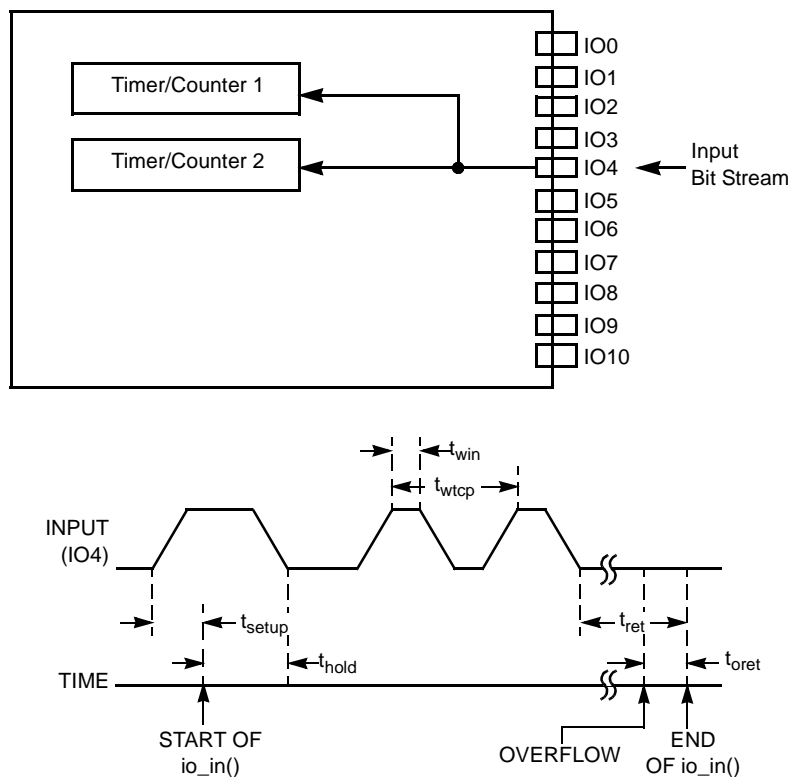 Timer/Counter 1
Timer/Counter 2
IO0
IO1
IO2
IO3
IO4
IO5
IO6
IO7
IO8
IO9
IO10
Input
Bit Stream
INPUT
(IO4)
twin
twtcp
tsetup
thold
tret
toret
TIME
START OF
io_in()
OVERFLOW
END
OF io_in()